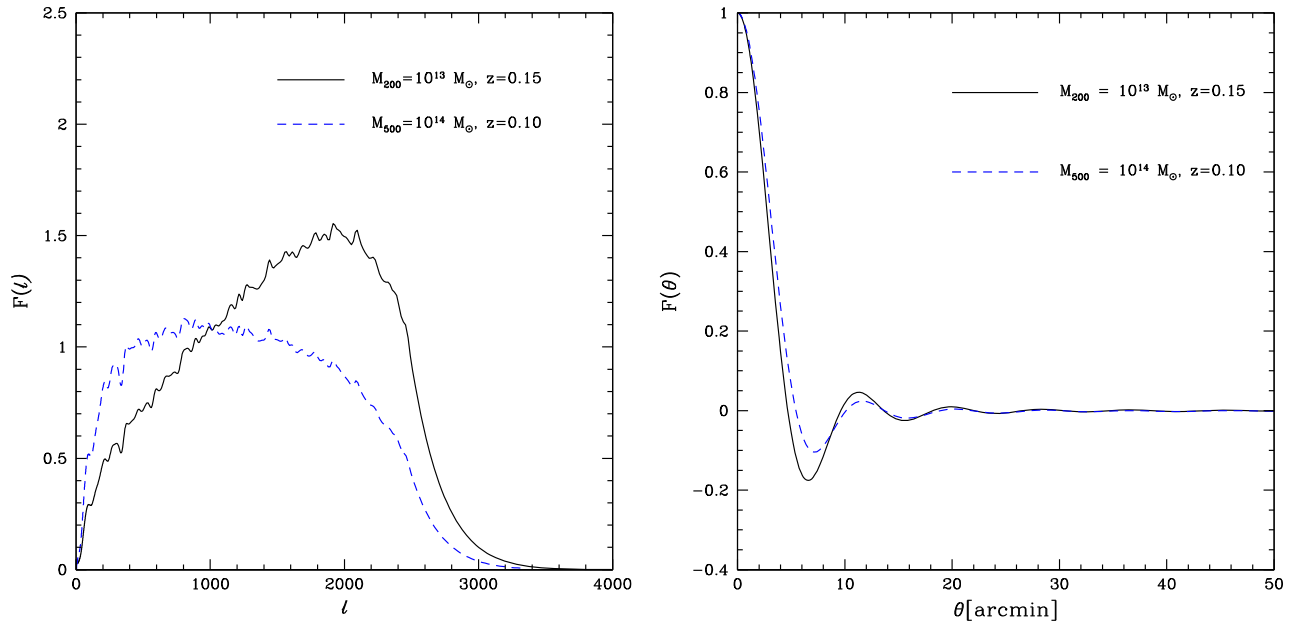 2.5
2
1.5
1
0.5
0
F(l)
M₂₀₀=10¹³ M☉, z=0.15
M₅₀₀=10¹⁴ M☉, z=0.10
0 1000 2000 3000 4000
l
1
0.8
0.6
0.4
0.2
0
−0.2
−0.4
F(θ)
M₂₀₀ = 10¹³ M☉, z=0.15
M₅₀₀ = 10¹⁴ M☉, z=0.10
0 10 20 30 40 50
θ[arcmin]